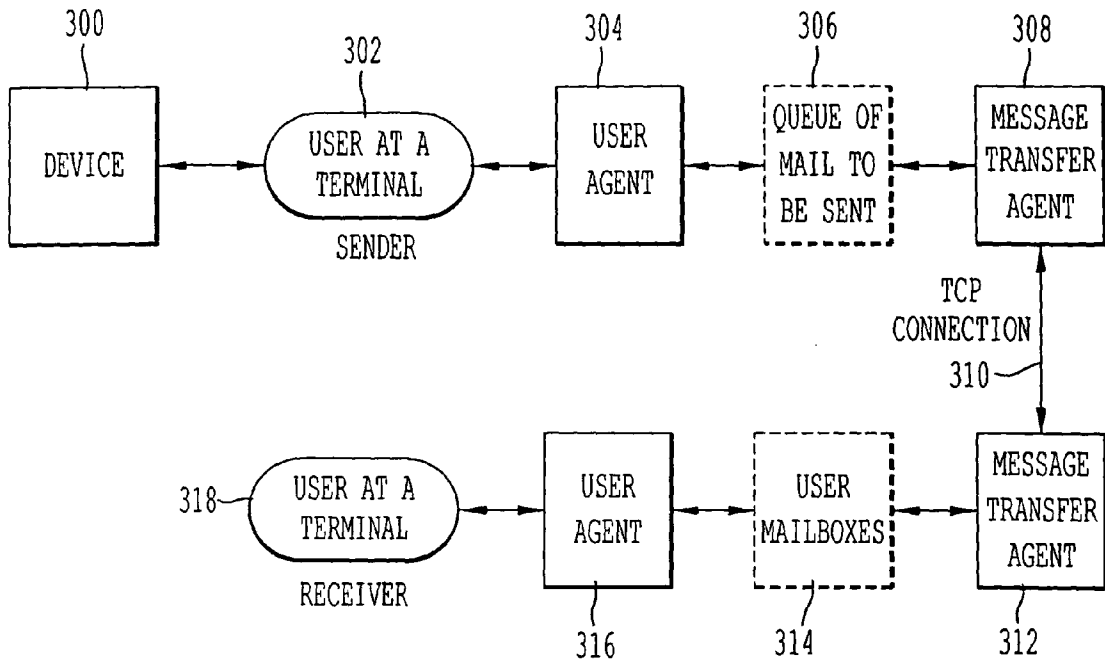 300
302
304
306
308
DEVICE
USER AT A
TERMINAL
SENDER
USER
AGENT
QUEUE OF
MAIL TO
BE SENT
MESSAGE
TRANSFER
AGENT
TCP
CONNECTION
310
318
USER AT A
TERMINAL
RECEIVER
USER
AGENT
USER
MAILBOXES
MESSAGE
TRANSFER
AGENT
316
314
312